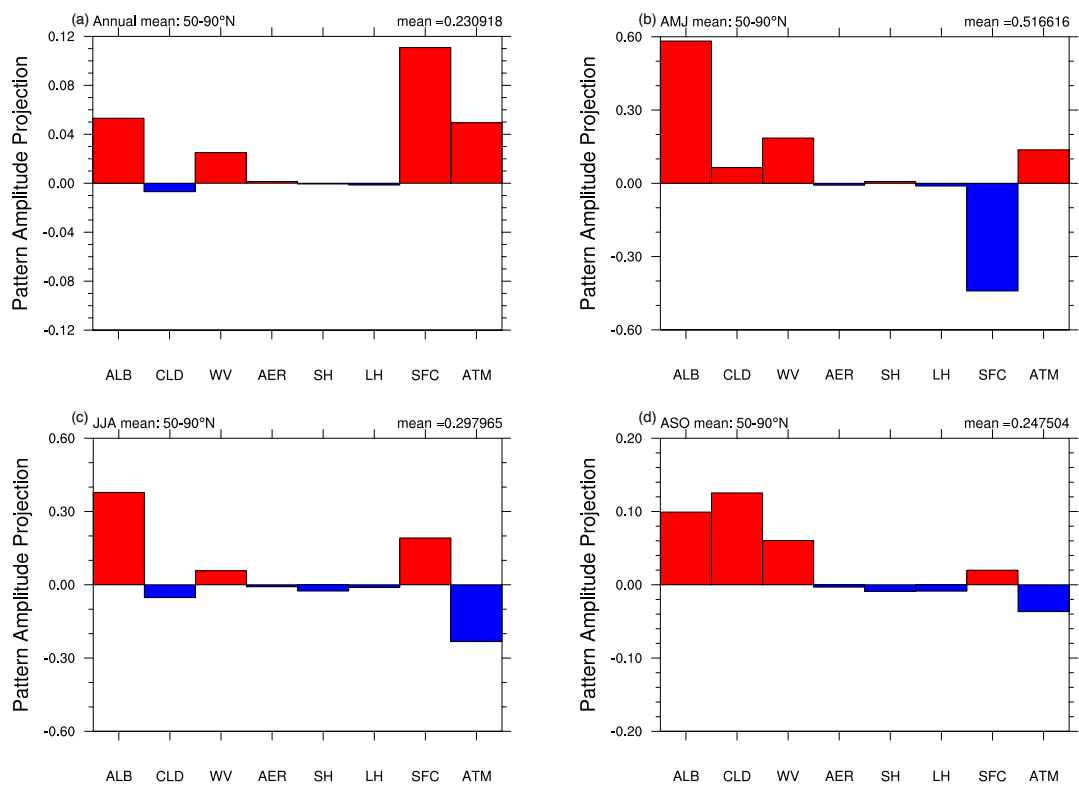 (a) Annual mean: 50-90°N mean =0.230918
Pattern Amplitude Projection
0.12
0.08
0.04
0.00
-0.04
-0.08
-0.12
ALB CLD WV AER SH LH SFC ATM
(b) AMJ mean: 50-90°N mean =0.516616
Pattern Amplitude Projection
0.60
0.30
0.00
-0.30
-0.60
ALB CLD WV AER SH LH SFC ATM
(c) JJA mean: 50-90°N mean =0.297965
Pattern Amplitude Projection
0.60
0.30
0.00
-0.30
-0.60
ALB CLD WV AER SH LH SFC ATM
(d) ASO mean: 50-90°N mean =0.247504
Pattern Amplitude Projection
0.20
0.10
0.00
-0.10
-0.20
ALB CLD WV AER SH LH SFC ATM